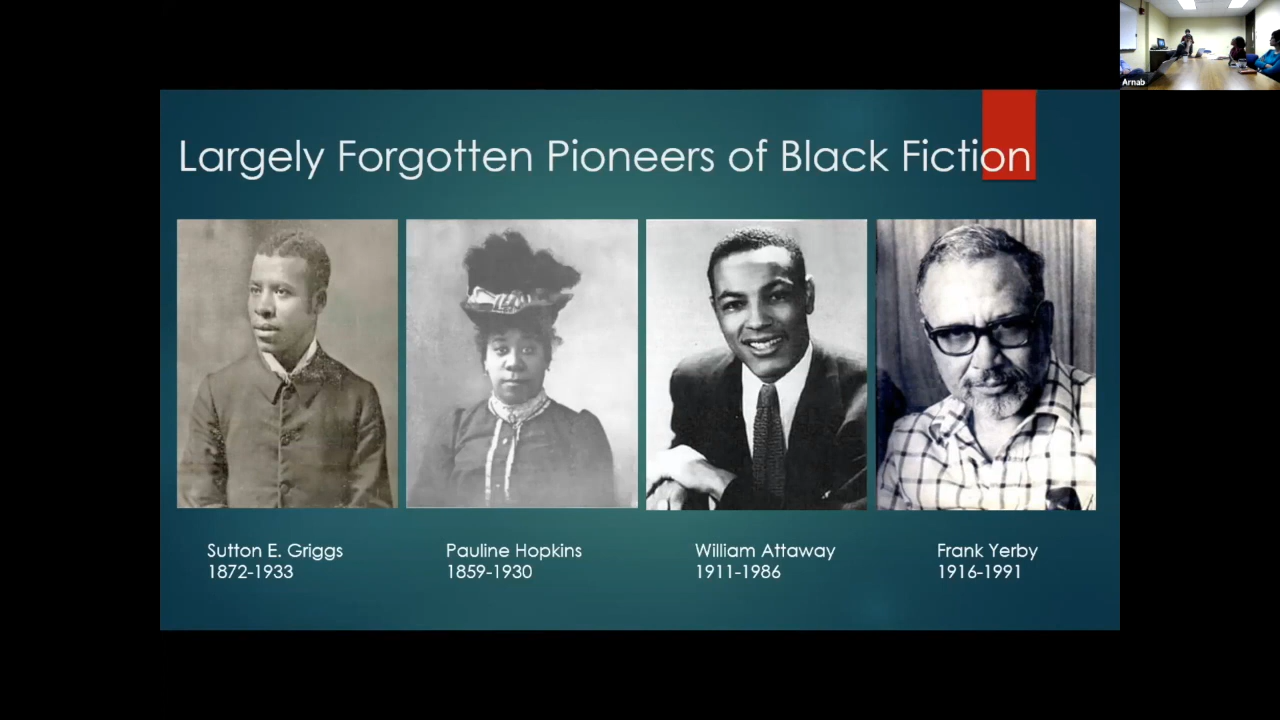 Arnab
Largely Forgotten Pioneers of Black Fiction
Sutton E. Griggs
1872-1933
Pauline Hopkins
1859-1930
William Attaway
1911-1986
Frank Yerby
1916-1991